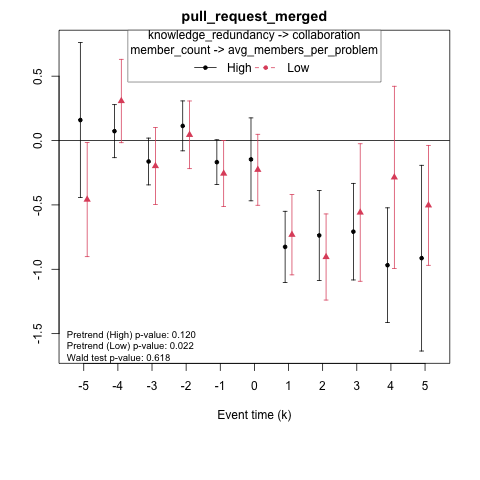 pull_request_merged
knowledge_redundancy -> collaboration
member_count -> avg_members_per_problem
High Low
0.5
0.0
-0.5
-1.0
-1.5
Pretrend (High) p-value: 0.120
Pretrend (Low) p-value: 0.022
Wald test p-value: 0.618
-5 -4 -3 -2 -1 0 1 2 3 4 5
Event time (k)